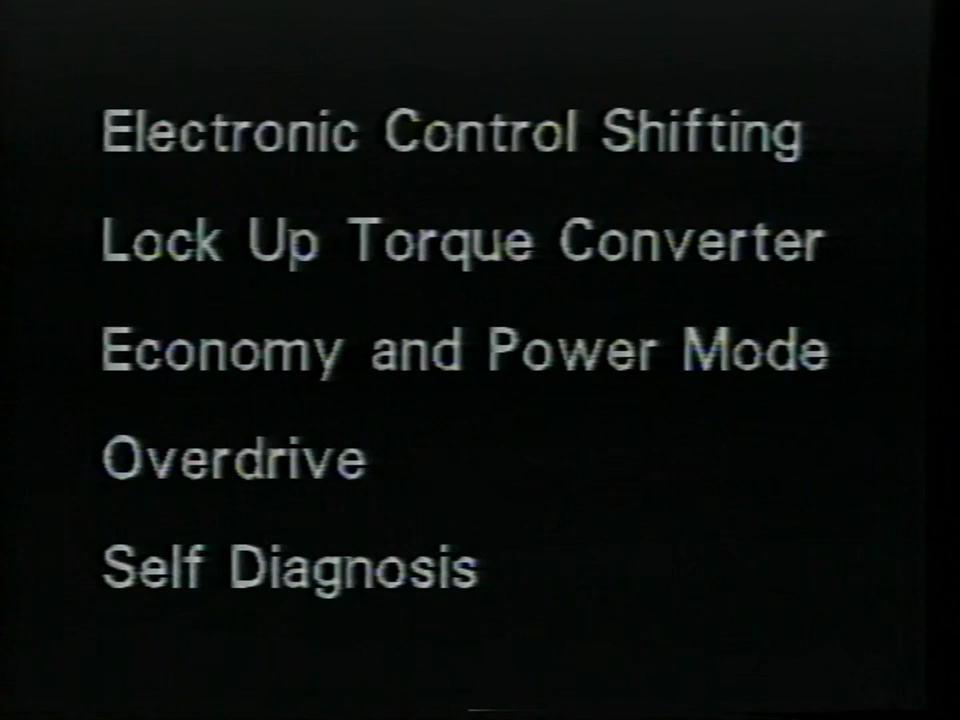 Electronic Control Shifting
Lock Up Torque Converter
Economy and Power Mode
Overdrive
Self Diagnosis